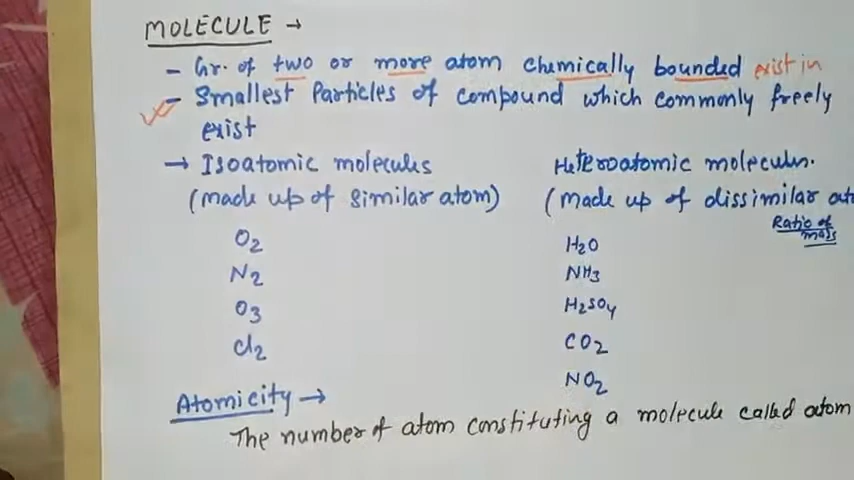 MOLECULE →
- Gr. of two or more atom chemically bounded exist in
- Smallest Particles of compound which commonly freely
exist
→ Isoatomic molecules
(made up of similar atom)
O2
N2
O3
Cl2
Heteroatomic molecules.
(made up of dissimilar ato
Ratio of
mass
H2O
NH3
H2SO4
CO2
NO2
Atomicity →
The number of atom constituting a molecule called atom